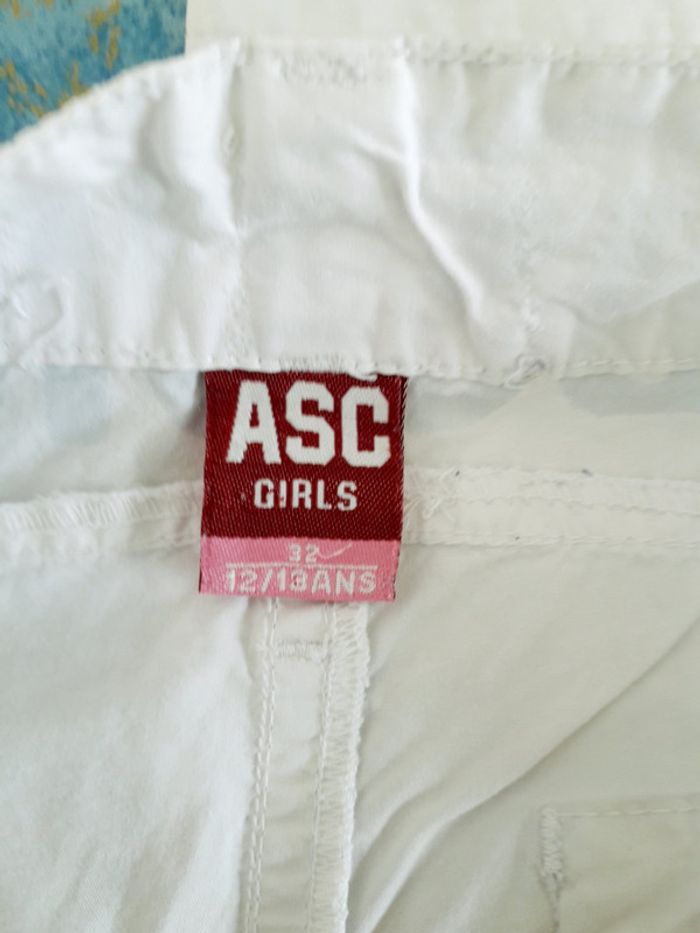 ASC
GIRLS
32
12/13ANS